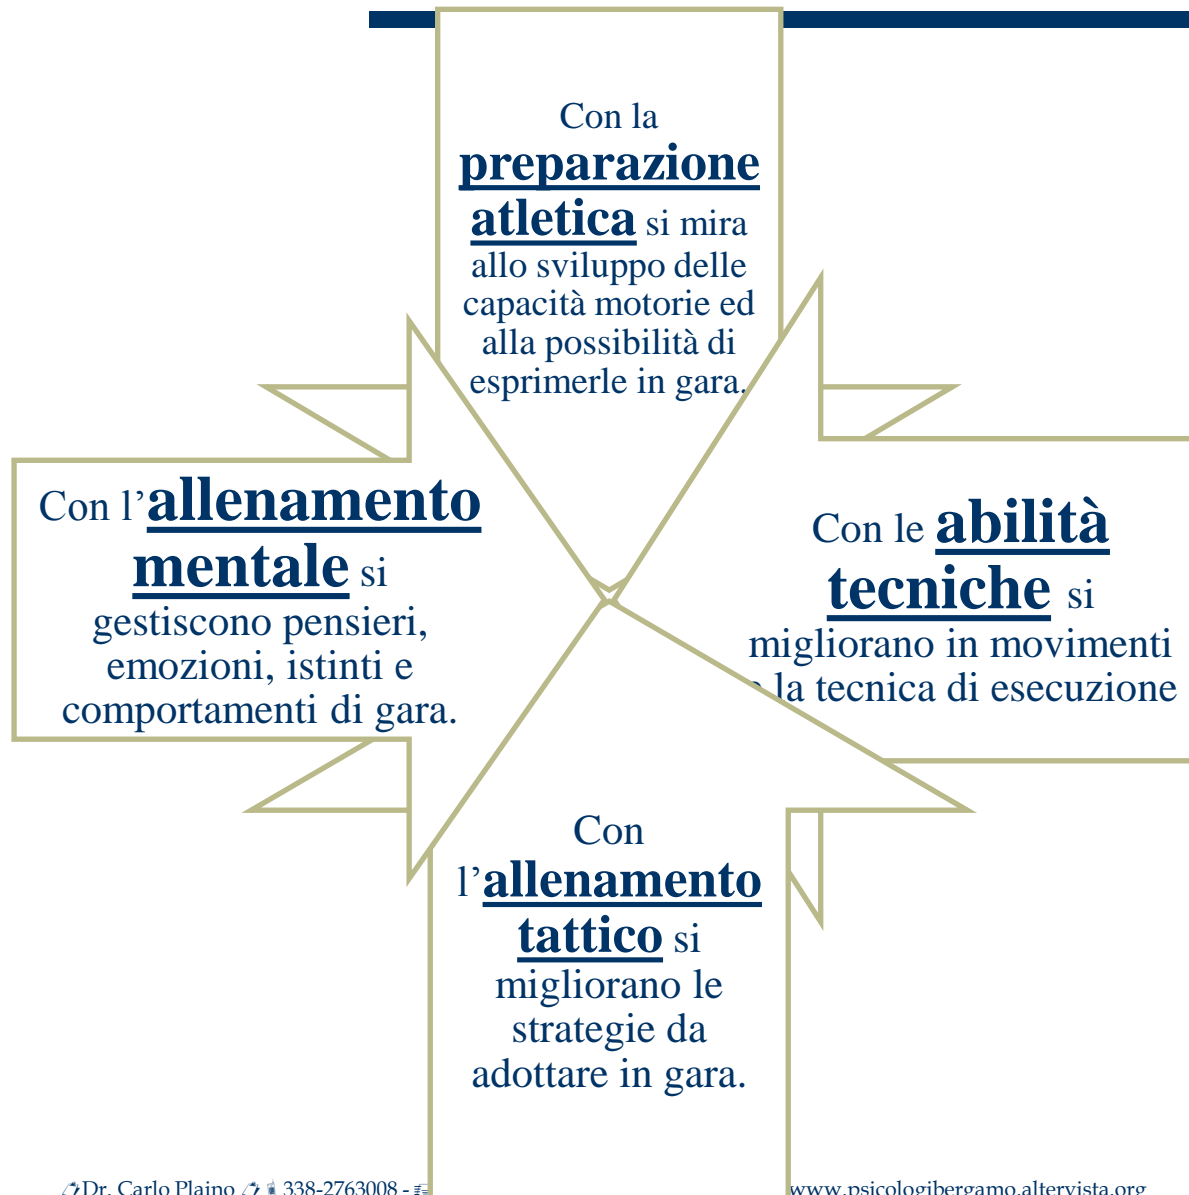 Con la
preparazione
atletica si mira
allo sviluppo delle
capacità motorie ed
alla possibilità di
esprimerle in gara.
Con l’allenamento
mentale si
gestiscono pensieri,
emozioni, istinti e
comportamenti di gara.
Con le abilità
tecniche si
migliorano in movimenti
la tecnica di esecuzione
Con
l’allenamento
tattico si
migliorano le
strategie da
adottare in gara.
Dr. Carlo Plaino 338-2763008 - www.psicologibergamo.altervista.org